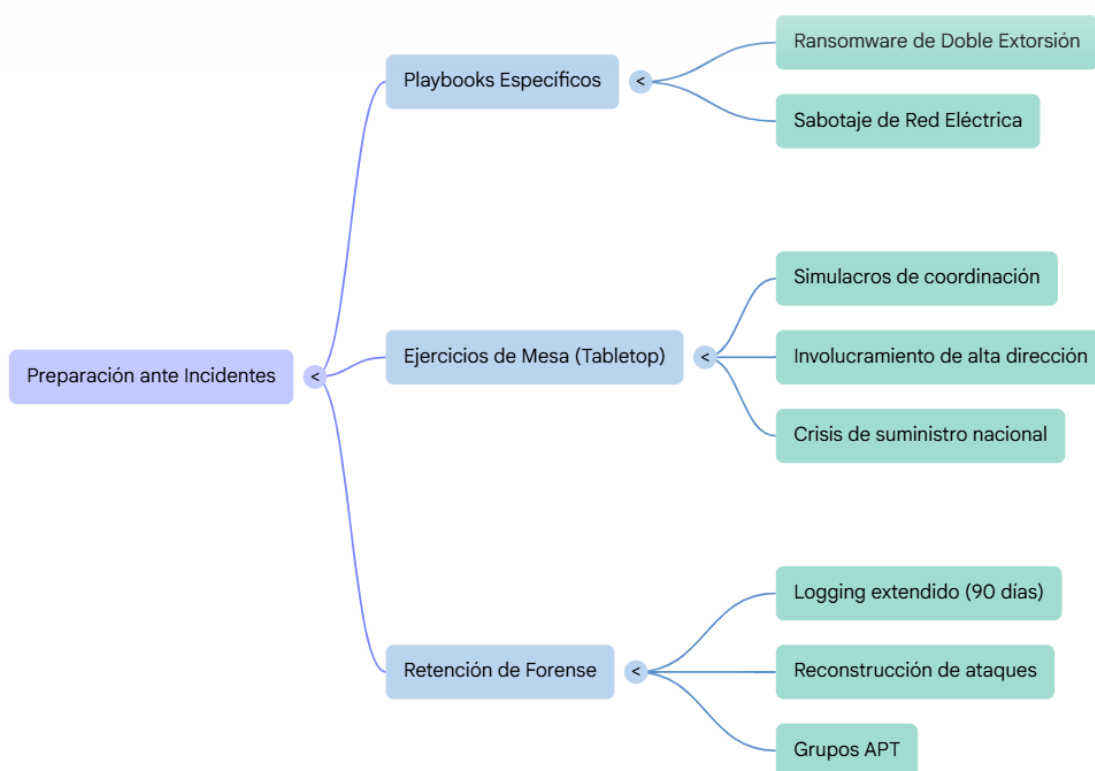 Preparación ante Incidentes
<
Playbooks Específicos
<
Ransomware de Doble Extorsión
Sabotaje de Red Eléctrica
Ejercicios de Mesa (Tabletop)
<
Simulacros de coordinación
Involucramiento de alta dirección
Crisis de suministro nacional
Retención de Forense
<
Logging extendido (90 días)
Reconstrucción de ataques
Grupos APT